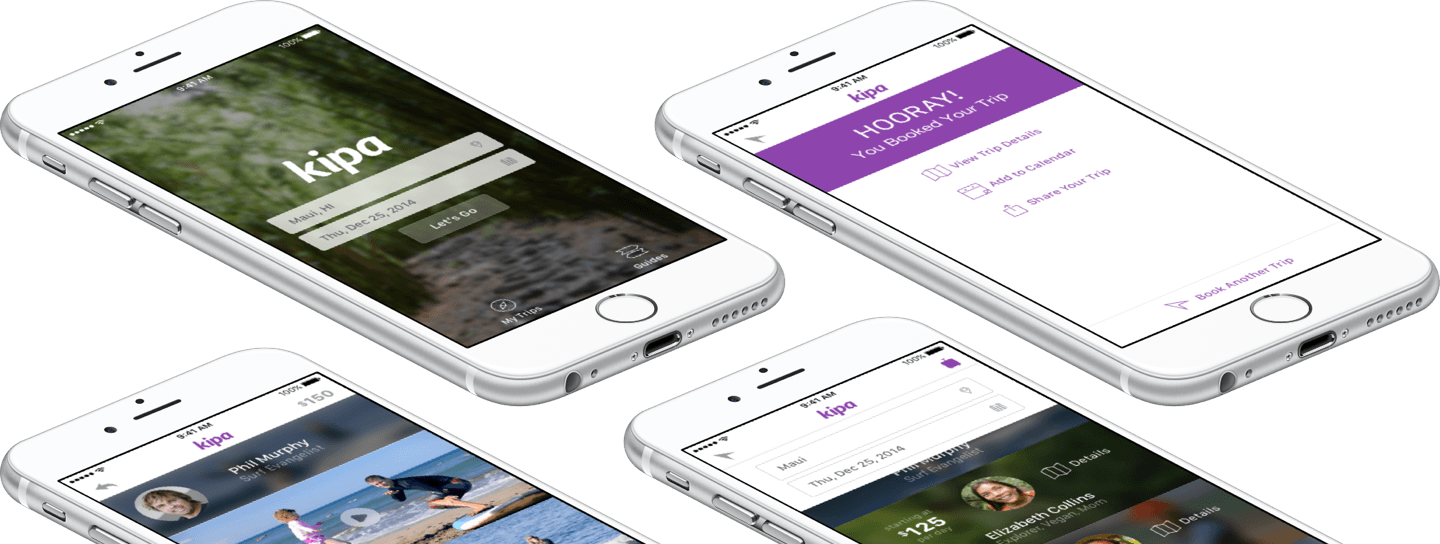 100%
9:41 AM
kipa
Maui, HI
Thu, Dec 25, 2014
Let's Go
Guides
My Trips
100%
9:41 AM
kipa
HOORAY!
You Booked Your Trip
View Trip Details
Add to Calendar
Share Your Trip
Book Another Trip
100%
9:41 AM
$150
kipa
Phil Murphy
Surf Evangelist
100%
9:41 AM
kipa
Maui
Thu, Dec 25, 2014
Phil Murphy
Surf Evangelist
Details
starting at
$125
per day
Elizabeth Collins
Explorer, Vegan, Mom
Details